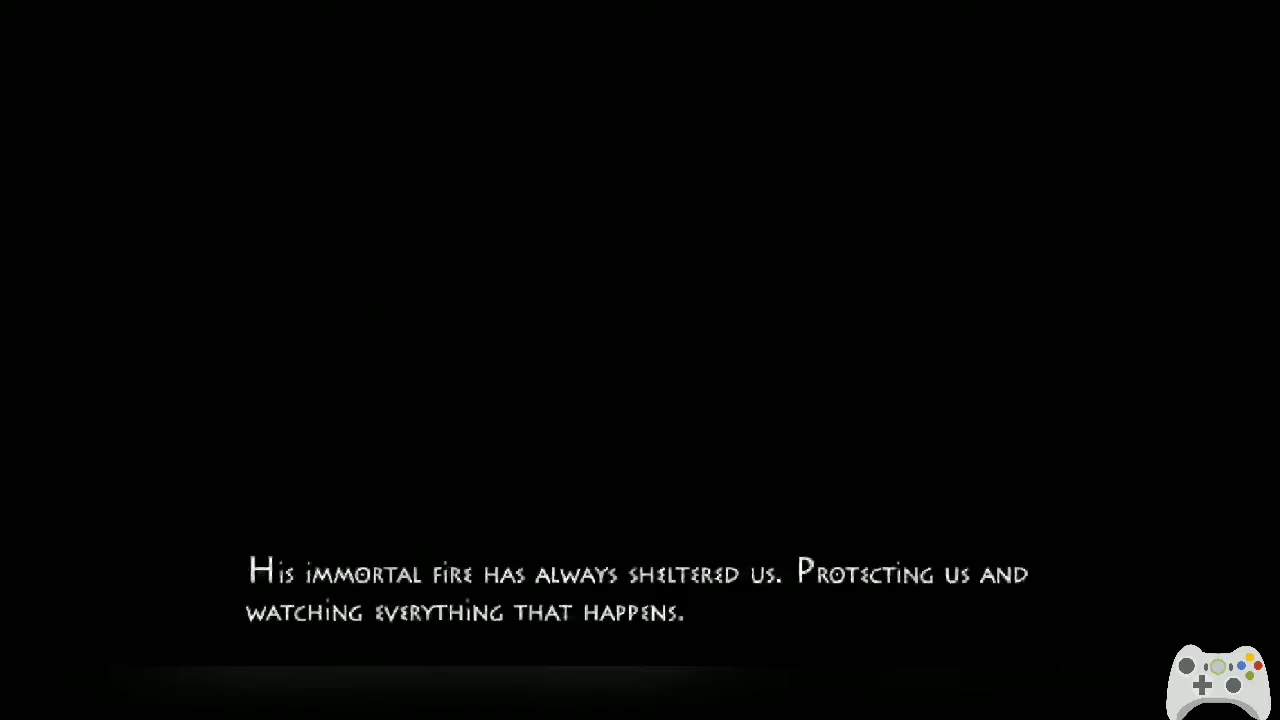 His immortal fire has always sheltered us. Protecting us and
watching everything that happens.